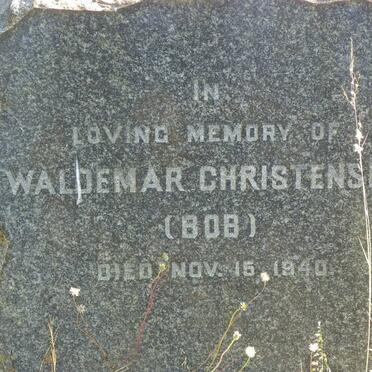 IN
LOVING MEMORY OF
WALDEMAR CHRISTENS
(BOB)
DIED NOV. 15, 1940.